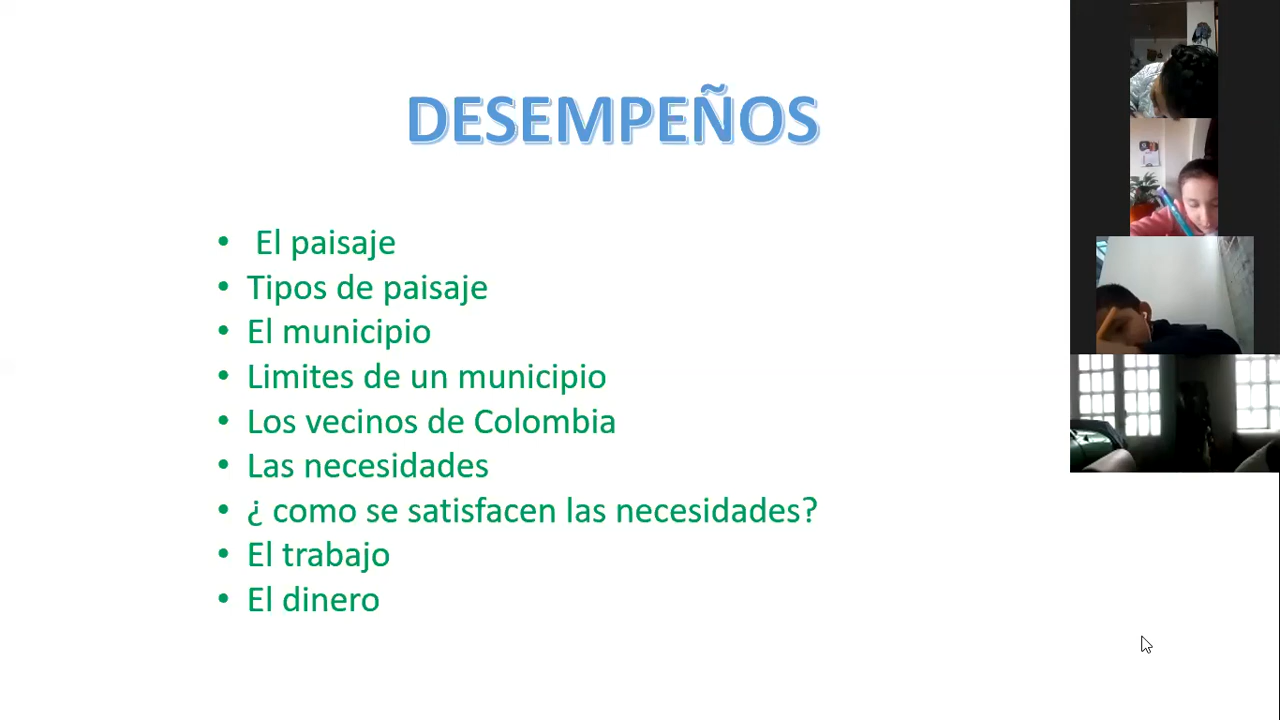 DESEMPEÑOS
• El paisaje
• Tipos de paisaje
• El municipio
• Limites de un municipio
• Los vecinos de Colombia
• Las necesidades
• ¿ como se satisfacen las necesidades?
• El trabajo
• El dinero